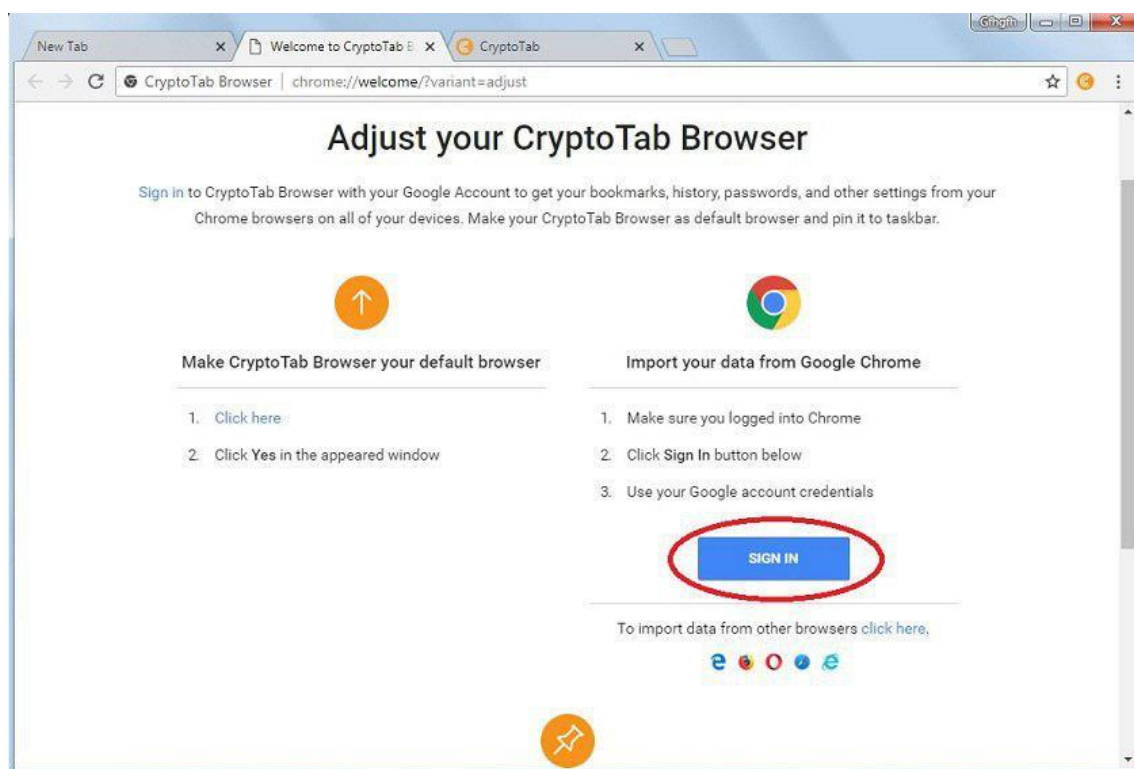 Gfhgfh
New Tab
Welcome to CryptoTab B
CryptoTab
CryptoTab Browser | chrome://welcome/?variant=adjust
Adjust your CryptoTab Browser
Sign in to CryptoTab Browser with your Google Account to get your bookmarks, history, passwords, and other settings from your
Chrome browsers on all of your devices. Make your CryptoTab Browser as default browser and pin it to taskbar.
Make CryptoTab Browser your default browser
1. Click here
2. Click Yes in the appeared window
Import your data from Google Chrome
1. Make sure you logged into Chrome
2. Click Sign In button below
3. Use your Google account credentials
SIGN IN
To import data from other browsers click here.